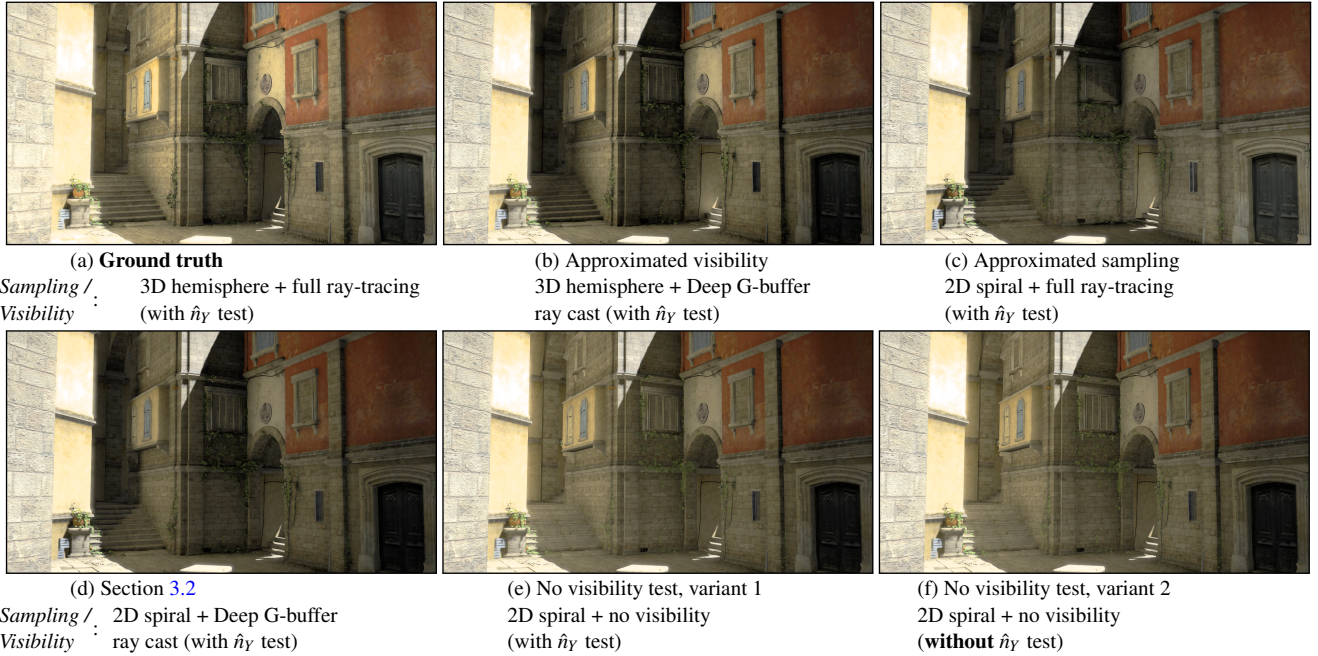 (a) Ground truth
Sampling / Visibility : 3D hemisphere + full ray-tracing
(with n̂Y test)
(b) Approximated visibility
3D hemisphere + Deep G-buffer
ray cast (with n̂Y test)
(c) Approximated sampling
2D spiral + full ray-tracing
(with n̂Y test)
(d) Section 3.2
Sampling / Visibility : 2D spiral + Deep G-buffer
ray cast (with n̂Y test)
(e) No visibility test, variant 1
2D spiral + no visibility
(with n̂Y test)
(f) No visibility test, variant 2
2D spiral + no visibility
(without n̂Y test)